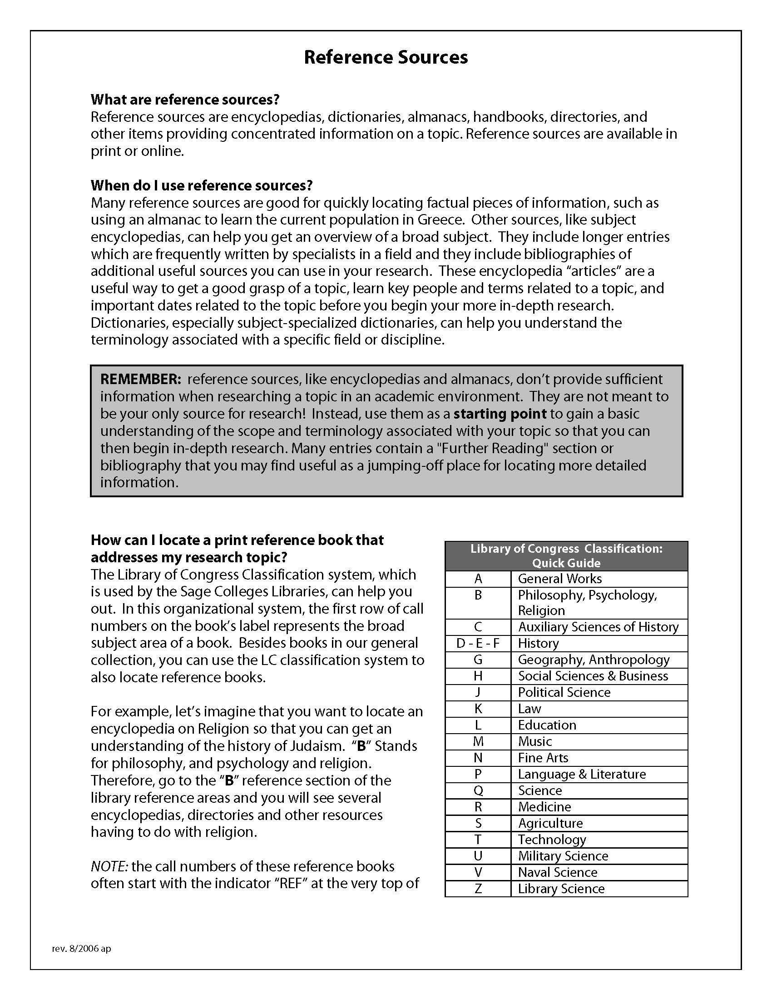 Reference Sources
What are reference sources?
Reference sources are encyclopedias, dictionaries, almanacs, handbooks, directories, and
other items providing concentrated information on a topic. Reference sources are available in
print or online.
When do I use reference sources?
Many reference sources are good for quickly locating factual pieces of information, such as
using an almanac to learn the current population in Greece.  Other sources, like subject
encyclopedias, can help you get an overview of a broad subject.  They include longer entries
which are frequently written by specialists in a field and they include bibliographies of
additional useful sources you can use in your research.  These encyclopedia “articles” are a
useful way to get a good grasp of a topic, learn key people and terms related to a topic, and
important dates related to the topic before you begin your more in-depth research.
Dictionaries, especially subject-specialized dictionaries, can help you understand the
terminology associated with a specific field or discipline.
REMEMBER:  reference sources, like encyclopedias and almanacs, don’t provide sufficient
information when researching a topic in an academic environment.  They are not meant to
be your only source for research!  Instead, use them as a starting point to gain a basic
understanding of the scope and terminology associated with your topic so that you can
then begin in-depth research. Many entries contain a "Further Reading" section or
bibliography that you may find useful as a jumping-off place for locating more detailed
information.
How can I locate a print reference book that
addresses my research topic?
The Library of Congress Classification system, which
is used by the Sage Colleges Libraries, can help you
out.  In this organizational system, the first row of call
numbers on the book’s label represents the broad
subject area of a book.  Besides books in our general
collection, you can use the LC classification system to
also locate reference books.
For example, let’s imagine that you want to locate an
encyclopedia on Religion so that you can get an
understanding of the history of Judaism.  “B” Stands
for philosophy, and psychology and religion.
Therefore, go to the “B” reference section of the
library reference areas and you will see several
encyclopedias, directories and other resources
having to do with religion.
NOTE: the call numbers of these reference books
often start with the indicator “REF” at the very top of
Library of Congress  Classification:
Quick Guide
A General Works
B Philosophy, Psychology,
Religion
C Auxiliary Sciences of History
D - E - F History
G Geography, Anthropology
H Social Sciences & Business
J Political Science
K Law
L Education
M Music
N Fine Arts
P Language & Literature
Q Science
R Medicine
S Agriculture
T Technology
U Military Science
V Naval Science
Z Library Science
rev. 8/2006 ap